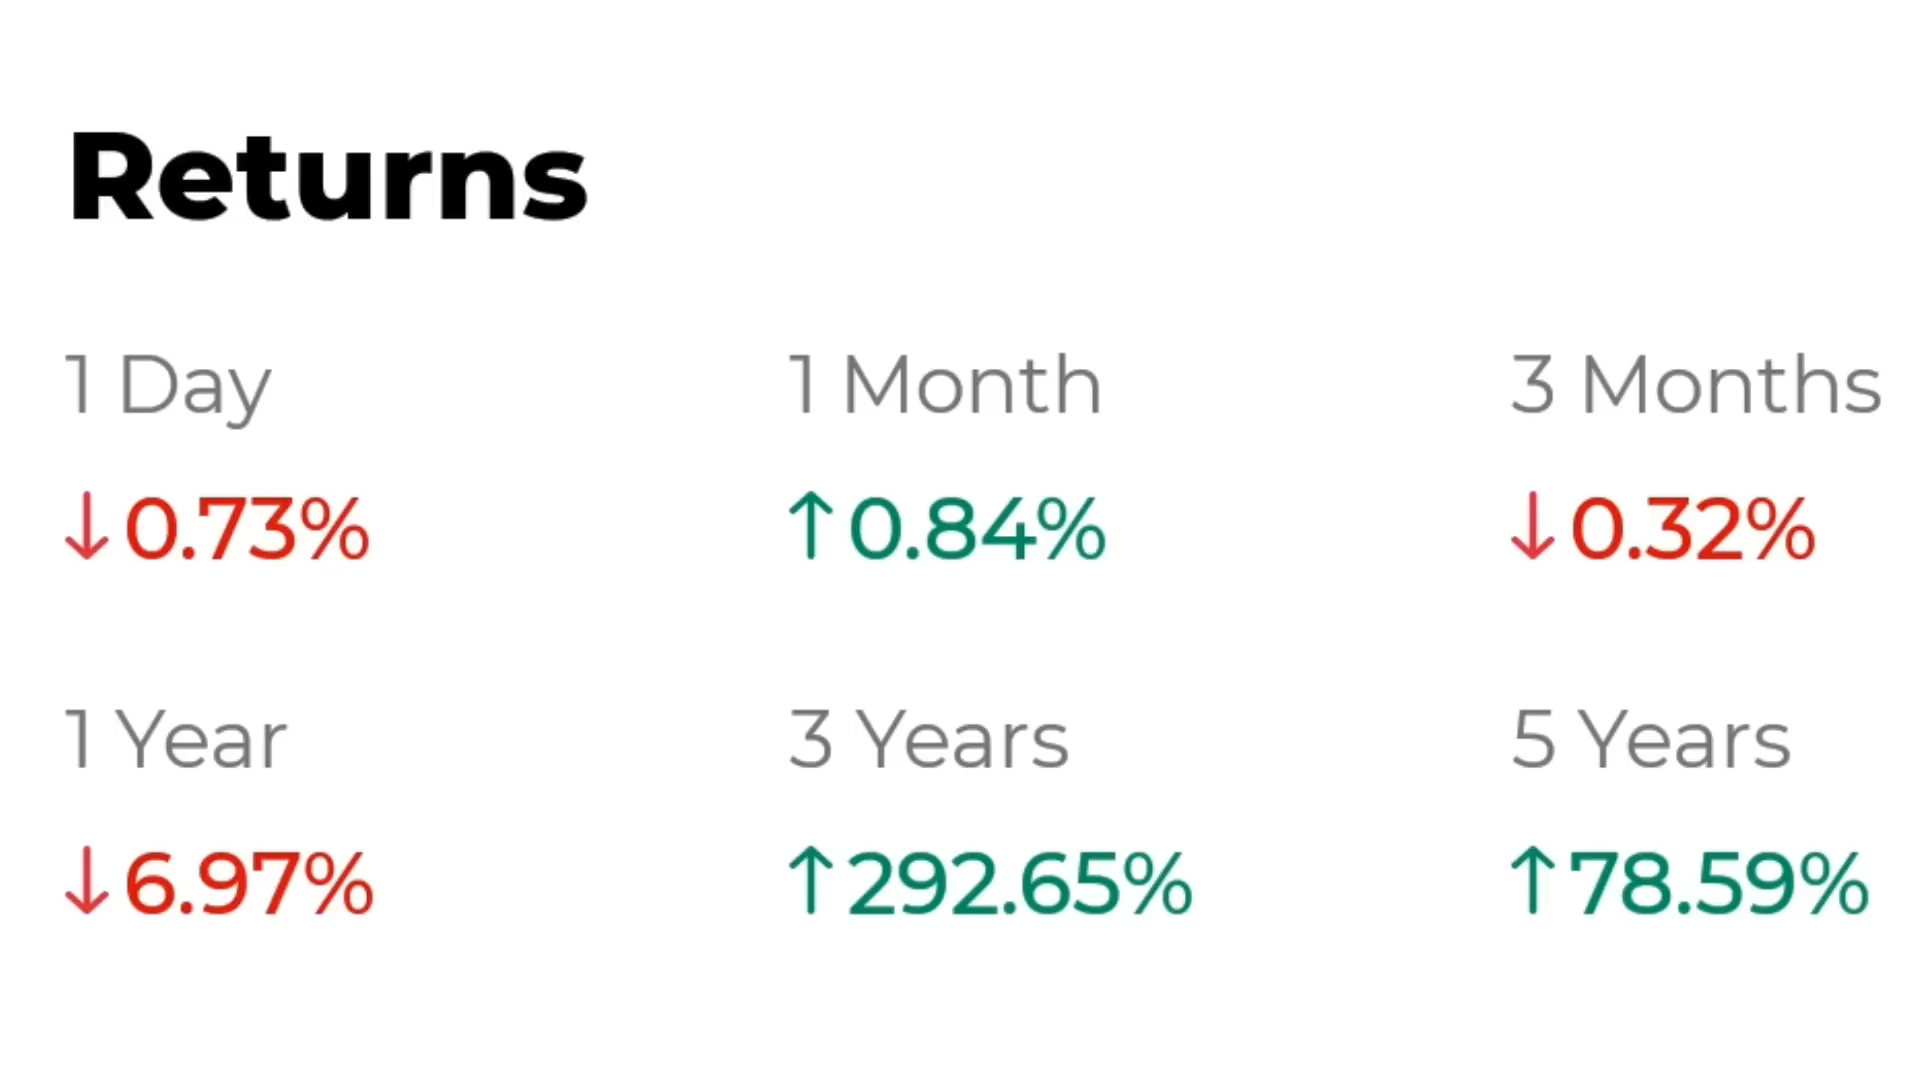 Returns
1 Day 1 Month 3 Months
↓0.73% ↑0.84% ↓0.32%
1 Year 3 Years 5 Years
↓6.97% ↑292.65% ↑78.59%